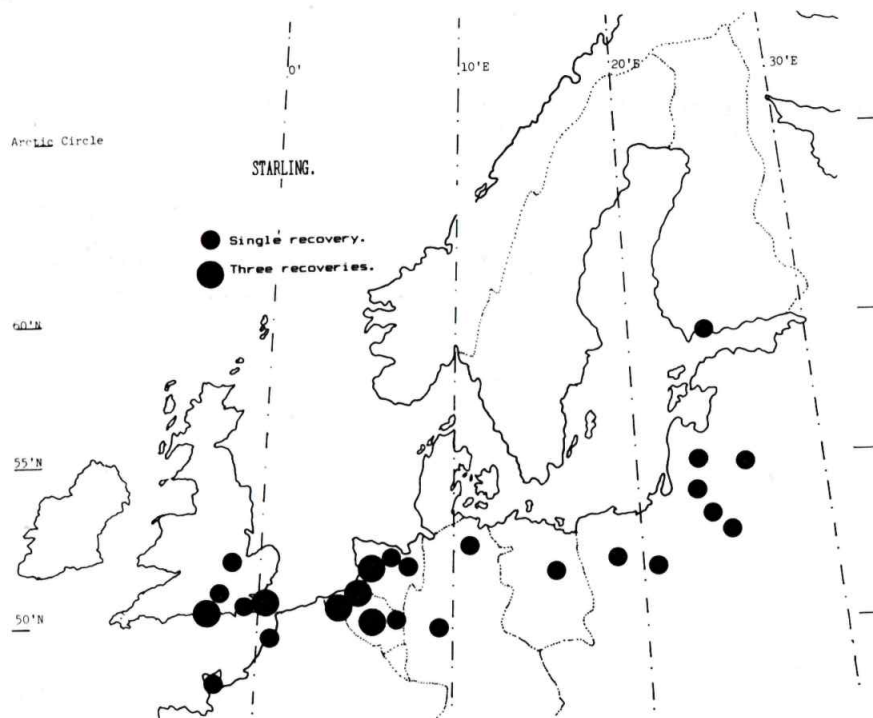 0'
10'E
20'E
30'E
Arctic Circle
STARLING.
Single recovery.
Three recoveries.
60'N
55'N
50'N